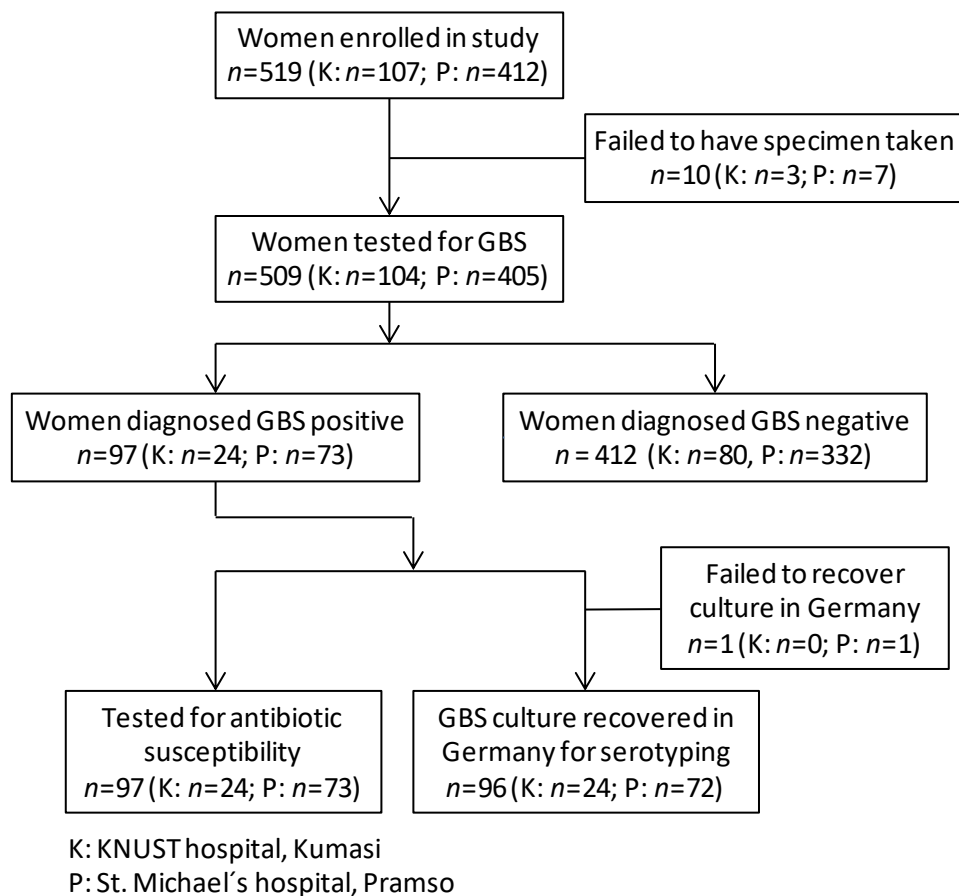 Women enrolled in study
n=519 (K: n=107; P: n=412)
Failed to have specimen taken
n=10 (K: n=3; P: n=7)
Women tested for GBS
n=509 (K: n=104; P: n=405)
Women diagnosed GBS positive
n=97 (K: n=24; P: n=73)
Women diagnosed GBS negative
n = 412 (K: n=80, P: n=332)
Failed to recover
culture in Germany
n=1 (K: n=0; P: n=1)
Tested for antibiotic
susceptibility
n=97 (K: n=24; P: n=73)
GBS culture recovered in
Germany for serotyping
n=96 (K: n=24; P: n=72)
K: KNUST hospital, Kumasi
P: St. Michael´s hospital, Pramso